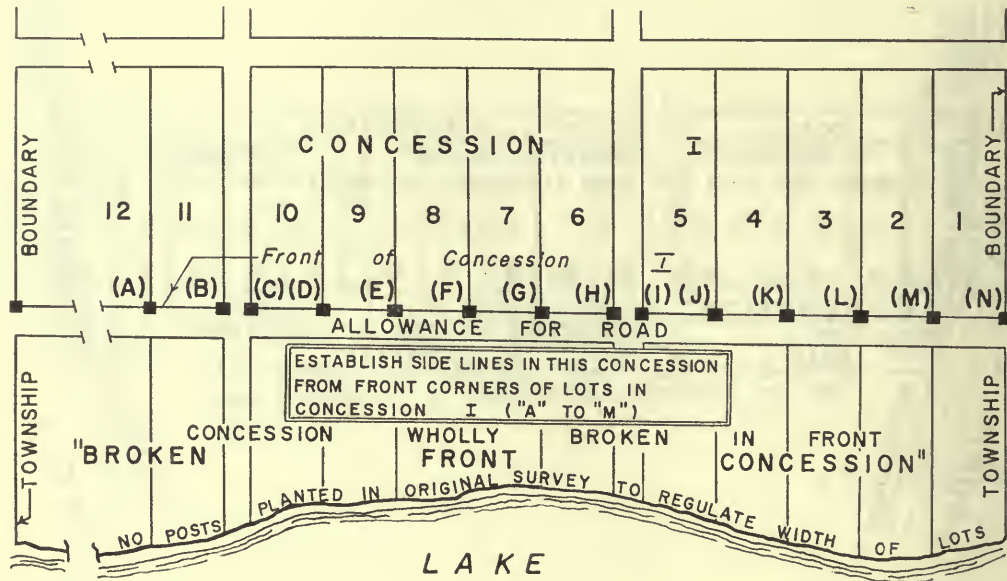 CONCESSION I
BOUNDARY
BOUNDARY
12 11 10 9 8 7 6 5 4 3 2 1
Front of Concession I
(A) (B) (C) (D) (E) (F) (G) (H) (I) (J) (K) (L) (M) (N)
ALLOWANCE FOR ROAD
ESTABLISH SIDE LINES IN THIS CONCESSION
FROM FRONT CORNERS OF LOTS IN
CONCESSION I ("A" TO "M")
TOWNSHIP
TOWNSHIP
CONCESSION WHOLLY BROKEN IN FRONT
"BROKEN FRONT CONCESSION"
NO POSTS PLANTED IN ORIGINAL SURVEY TO REGULATE WIDTH OF LOTS
LAKE